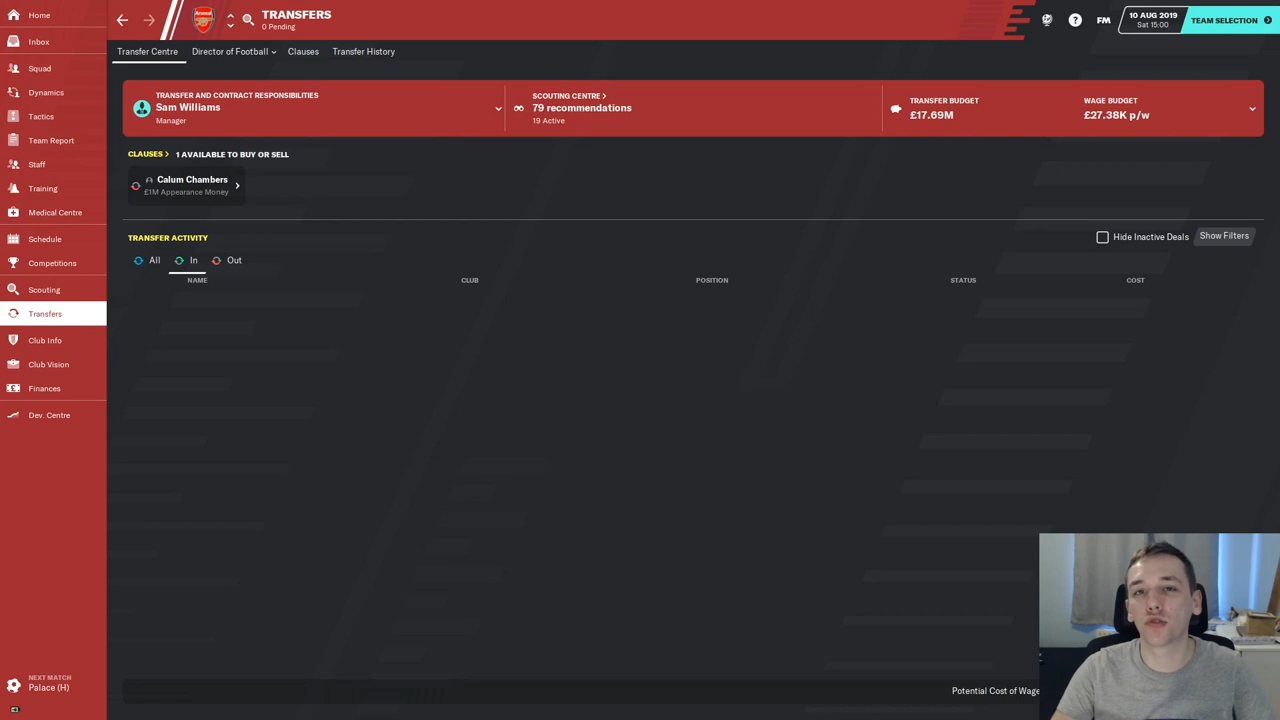 Home
Inbox
Squad
Dynamics
Tactics
Team Report
Staff
Training
Medical Centre
Schedule
Competitions
Scouting
Transfers
Club Info
Club Vision
Finances
Dev. Centre
NEXT MATCH
Palace (H)
Arsenal
TRANSFERS
0 Pending
FM
10 AUG 2019
Sat 15:00
TEAM SELECTION
Transfer Centre
Director of Football
Clauses
Transfer History
TRANSFER AND CONTRACT RESPONSIBILITIES
Sam Williams
Manager
SCOUTING CENTRE >
79 recommendations
19 Active
TRANSFER BUDGET
£17.69M
WAGE BUDGET
£27.38K p/w
CLAUSES > 1 AVAILABLE TO BUY OR SELL
Calum Chambers
£1M Appearance Money
TRANSFER ACTIVITY
Hide Inactive Deals
Show Filters
All
In
Out
NAME
CLUB
POSITION
STATUS
COST
Potential Cost of Wage